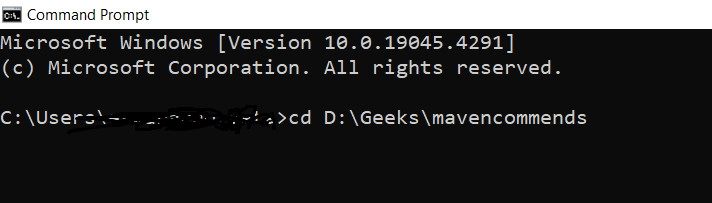 Command Prompt
Microsoft Windows [Version 10.0.19045.4291]
(c) Microsoft Corporation. All rights reserved.
C:\Users\>cd D:\Geeks\mavencommends